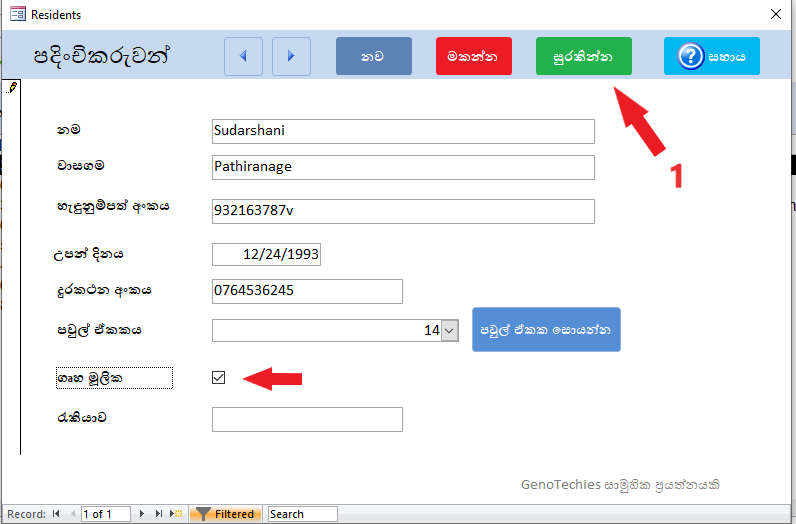 Residents
පදිංචිකරුවන්
නව
මකන්න
සුරකින්න
? සහාය
නම
Sudarshani
1
වාසගම
Pathiranage
හැඳුනුම්පත් අංකය
932163787v
උපන් දිනය
12/24/1993
දුරකථන අංකය
0764536245
පවුල් ඒකකය
14
පවුල් ඒකක සොයන්න
ගෘහ මූලික
රැකියාව
GenoTechies සාමුහික ප්‍රයත්නයකි
Record: 1 of 1 Filtered Search